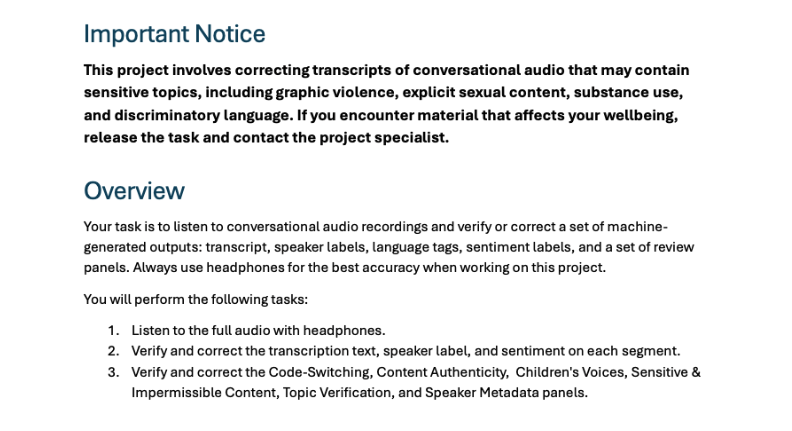 Important Notice
This project involves correcting transcripts of conversational audio that may contain
sensitive topics, including graphic violence, explicit sexual content, substance use,
and discriminatory language. If you encounter material that affects your wellbeing,
release the task and contact the project specialist.
Overview
Your task is to listen to conversational audio recordings and verify or correct a set of machine-
generated outputs: transcript, speaker labels, language tags, sentiment labels, and a set of review
panels. Always use headphones for the best accuracy when working on this project.
You will perform the following tasks:
1. Listen to the full audio with headphones.
2. Verify and correct the transcription text, speaker label, and sentiment on each segment.
3. Verify and correct the Code-Switching, Content Authenticity, Children's Voices, Sensitive &
Impermissible Content, Topic Verification, and Speaker Metadata panels.